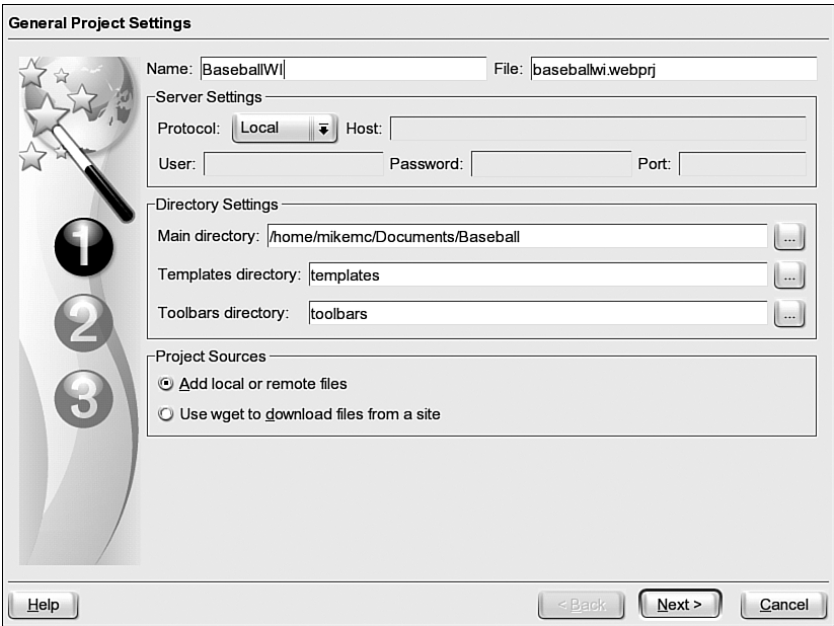 General Project Settings
Name: BaseballWI File: baseballwi.webprj
Server Settings
Protocol: Local Host:
User: Password: Port:
Directory Settings
Main directory: /home/mikemc/Documents/Baseball ...
Templates directory: templates ...
Toolbars directory: toolbars ...
Project Sources
Add local or remote files
Use wget to download files from a site
1
2
3
Help < Back Next > Cancel